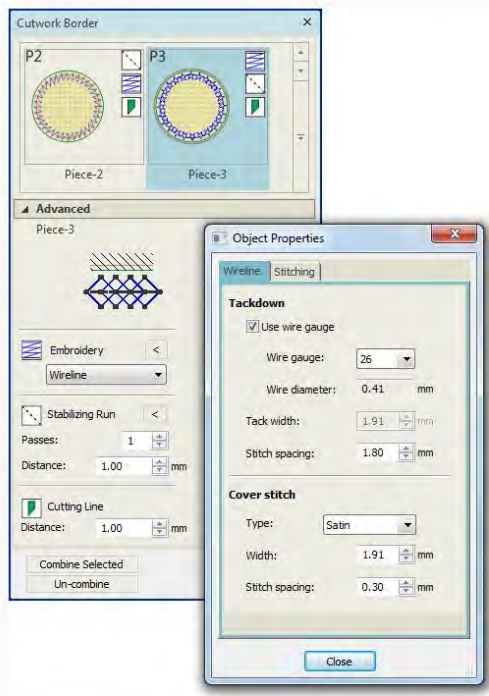 Cutwork Border
P2
P3
Piece-2
Piece-3
Advanced
Piece-3
Embroidery <
Wireline
Stabilizing Run <
Passes: 1
Distance: 1.00 mm
Cutting Line
Distance: 1.00 mm
Combine Selected
Un-combine
Object Properties
Wireline Stitching
Tackdown
Use wire gauge
Wire gauge: 26
Wire diameter: 0.41 mm
Tack width: 1.91 mm
Stitch spacing: 1.80 mm
Cover stitch
Type: Satin
Width: 1.91 mm
Stitch spacing: 0.30 mm
Close